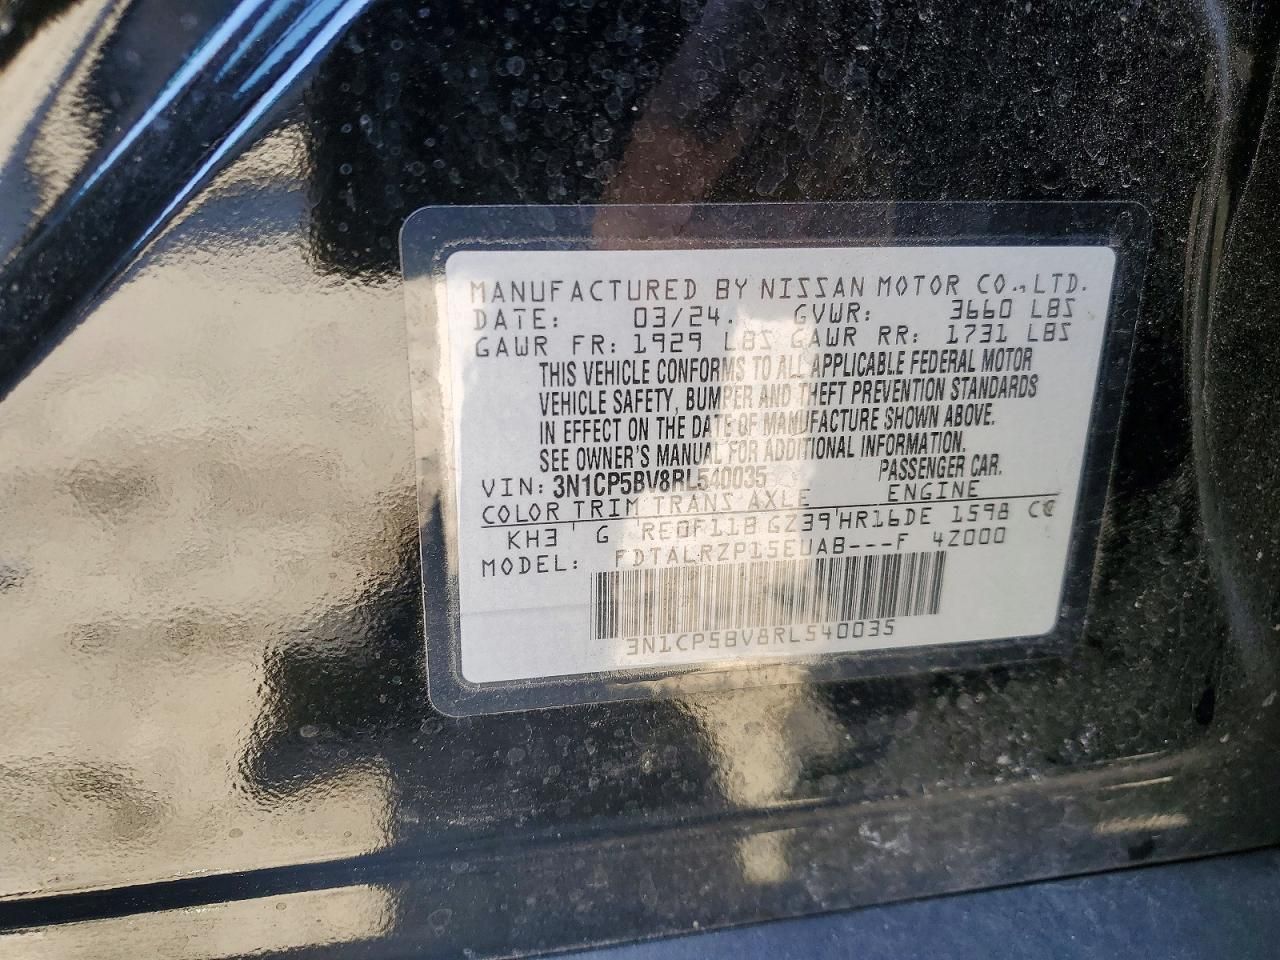 MANUFACTURED BY NISSAN MOTOR CO.,LTD.
DATE: 03/24. GVWR: 3660 LBS
GAWR FR: 1929 LBS GAWR RR: 1731 LBS
THIS VEHICLE CONFORMS TO ALL APPLICABLE FEDERAL MOTOR
VEHICLE SAFETY, BUMPER AND THEFT PREVENTION STANDARDS
IN EFFECT ON THE DATE OF MANUFACTURE SHOWN ABOVE.
SEE OWNER'S MANUAL FOR ADDITIONAL INFORMATION.
VIN: 3N1CP5BV8RL540035 PASSENGER CAR.
COLOR TRIM TRANS AXLE ENGINE
KH3 G RE0F11B GZ39 HR16DE 1598 CC
MODEL: FDTALRZP15EUAB---F 4Z000
3N1CP5BV8RL540035